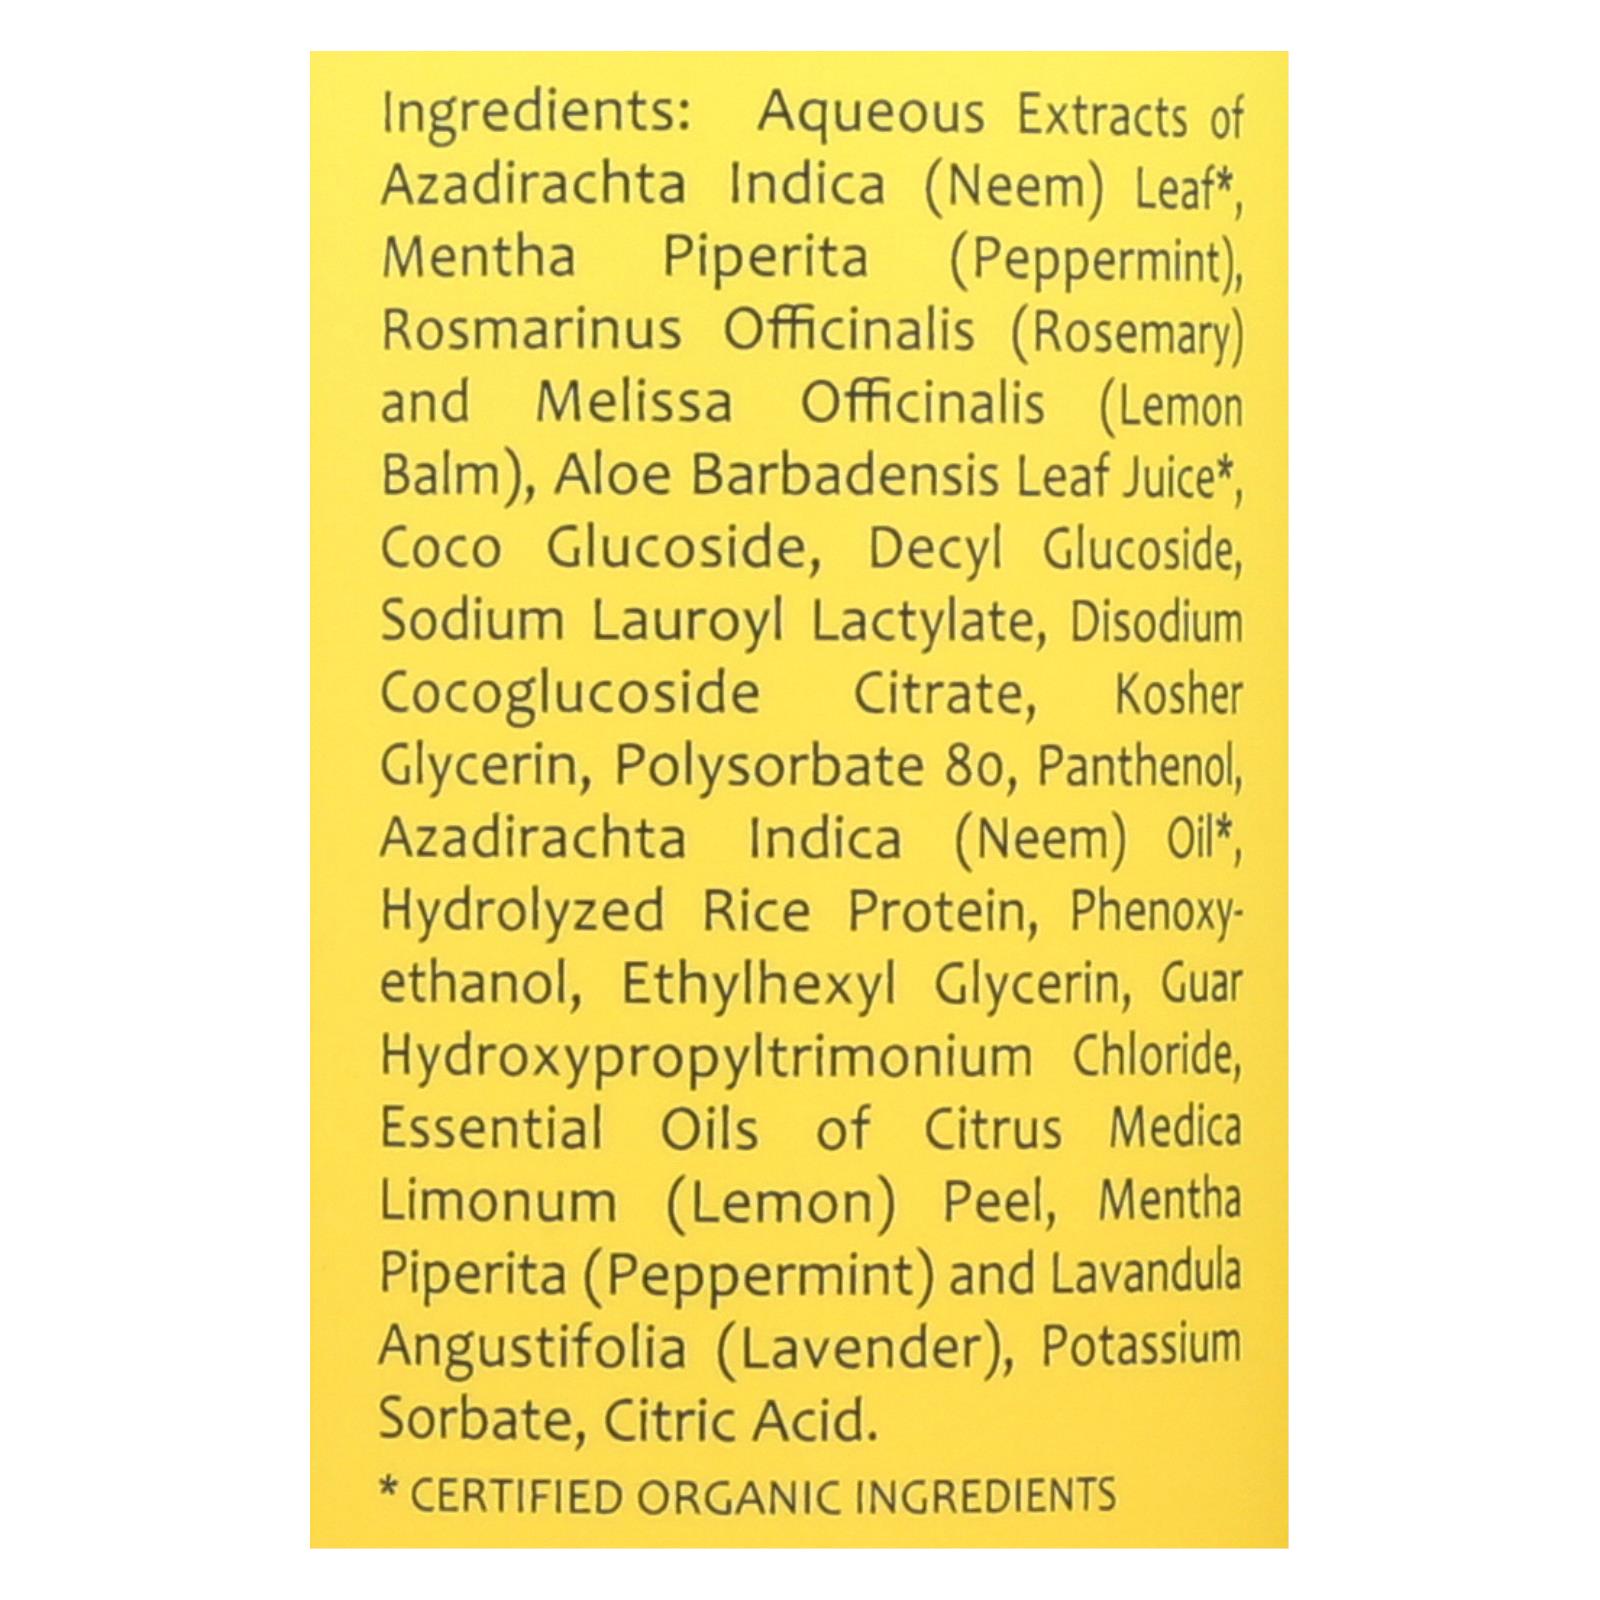 Ingredients: Aqueous Extracts of
Azadirachta Indica (Neem) Leaf*,
Mentha Piperita (Peppermint),
Rosmarinus Officinalis (Rosemary)
and Melissa Officinalis (Lemon
Balm), Aloe Barbadensis Leaf Juice*,
Coco Glucoside, Decyl Glucoside,
Sodium Lauroyl Lactylate, Disodium
Cocoglucoside Citrate, Kosher
Glycerin, Polysorbate 80, Panthenol,
Azadirachta Indica (Neem) Oil*,
Hydrolyzed Rice Protein, Phenoxy-
ethanol, Ethylhexyl Glycerin, Guar
Hydroxypropyltrimonium Chloride,
Essential Oils of Citrus Medica
Limonum (Lemon) Peel, Mentha
Piperita (Peppermint) and Lavandula
Angustifolia (Lavender), Potassium
Sorbate, Citric Acid.
* CERTIFIED ORGANIC INGREDIENTS